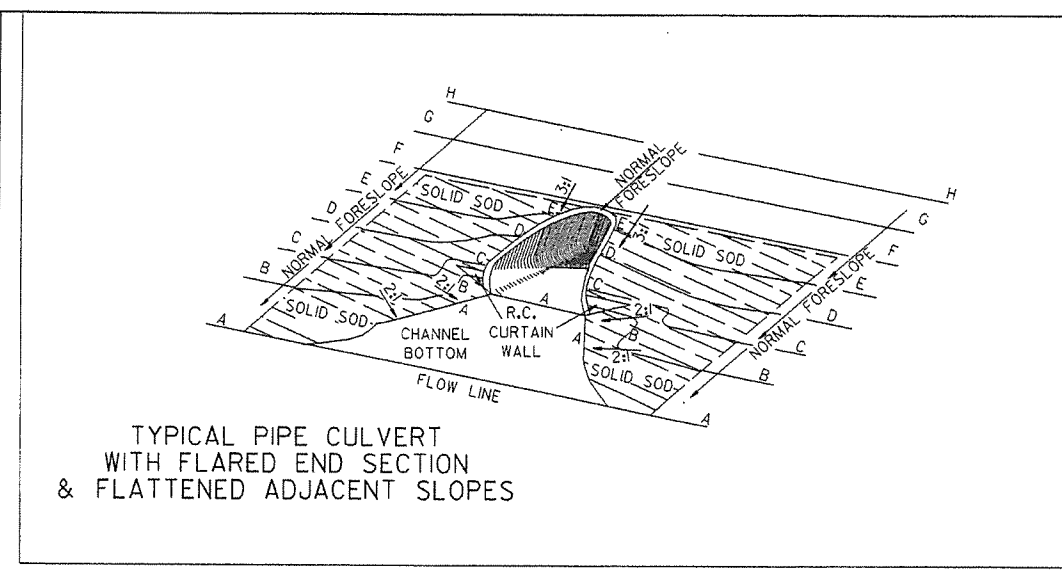 H
G
F
E
D
C
B
A
NORMAL FORESLOPE
SOLID SOD
3:1
NORMAL
FORESLOPE
E
D
C
B
A
2:1
2:1
SOLID SOD
E
3:1
D
C
B
A
2:1
2:1
SOLID SOD
SOLID SOD
A
R.C.
CURTAIN
WALL
CHANNEL
BOTTOM
FLOW LINE
NORMAL FORESLOPE
H
G
F
E
D
C
B
A
TYPICAL PIPE CULVERT
WITH FLARED END SECTION
& FLATTENED ADJACENT SLOPES